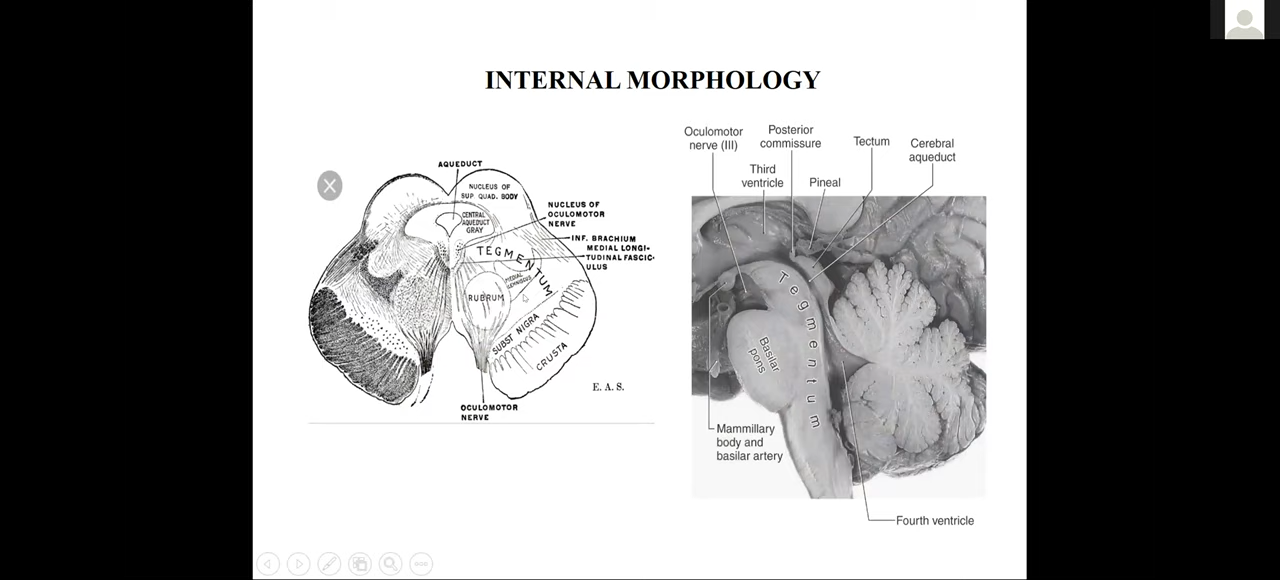 INTERNAL MORPHOLOGY
AQUEDUCT
NUCLEUS OF
SUP QUAD. BODY
CENTRAL
AQUEDUCT
GRAY
NUCLEUS OF
OCULOMOTOR
NERVE
INF. BRACHIUM
MEDIAL LONGI-
TUDINAL FASCIC-
ULUS
TEGMENTUM
MEDIAL
LEMNISCUS
RUBRUM
SUBST NIGRA
CRUSTA
E. A. S.
OCULOMOTOR
NERVE
Oculomotor
nerve (III)
Posterior
commissure
Third
ventricle
Pineal
Tectum
Cerebral
aqueduct
Tegmentum
Basilar
pons
Mammillary
body and
basilar artery
Fourth ventricle